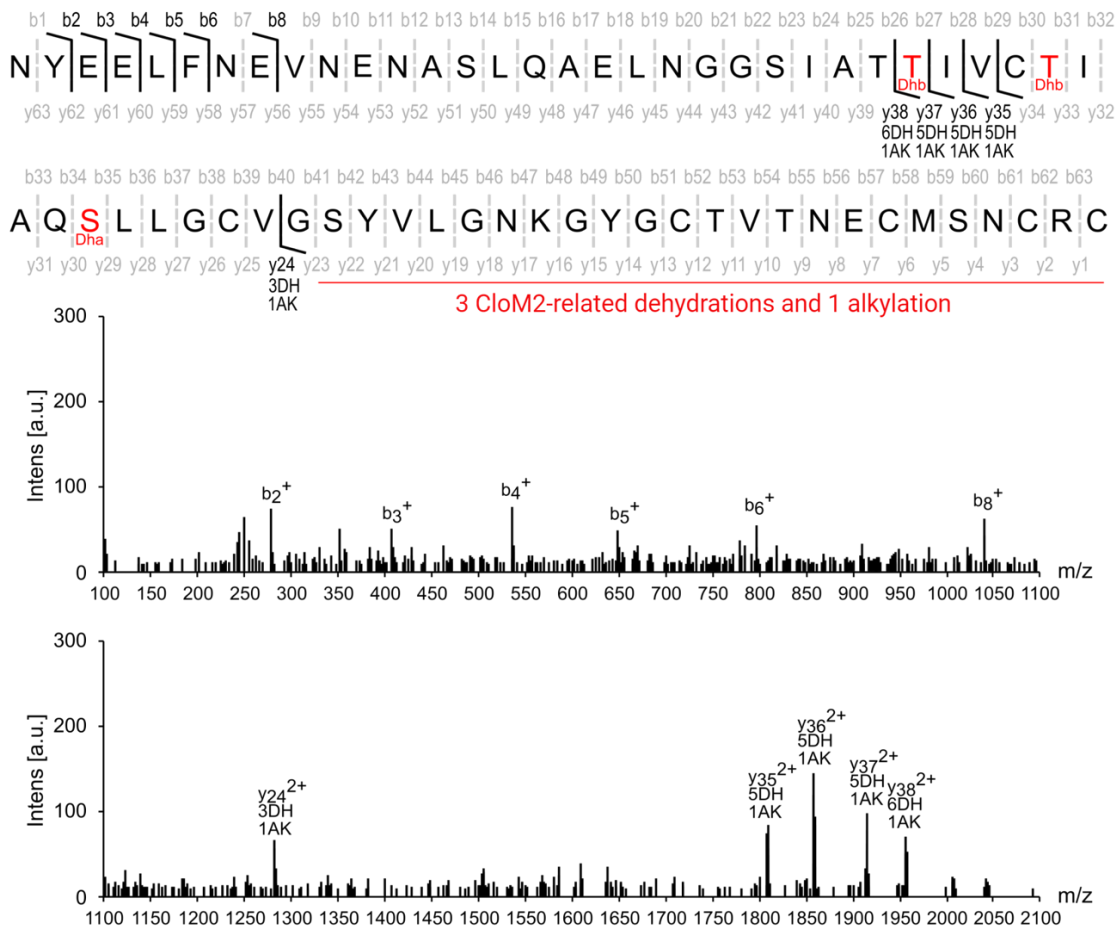 b1 b2 b3 b4 b5 b6 b7 b8 b9 b10 b11 b12 b13 b14 b15 b16 b17 b18 b19 b20 b21 b22 b23 b24 b25 b26 b27 b28 b29 b30 b31 b32
N Y E E L F N E V N E N A S L Q A E L N G G S I A T T I V C T I
Dhb Dhb
y63 y62 y61 y60 y59 y58 y57 y56 y55 y54 y53 y52 y51 y50 y49 y48 y47 y46 y45 y44 y43 y42 y41 y40 y39 y38 y37 y36 y35 y34 y33 y32
6DH 5DH 5DH 5DH
1AK 1AK 1AK 1AK
b33 b34 b35 b36 b37 b38 b39 b40 b41 b42 b43 b44 b45 b46 b47 b48 b49 b50 b51 b52 b53 b54 b55 b56 b57 b58 b59 b60 b61 b62 b63
A Q S L L G C V G S Y V L G N K G Y G C T V T N E C M S N C R C
Dha
y31 y30 y29 y28 y27 y26 y25 y24 y23 y22 y21 y20 y19 y18 y17 y16 y15 y14 y13 y12 y11 y10 y9 y8 y7 y6 y5 y4 y3 y2 y1
3DH
1AK
3 CloM2-related dehydrations and 1 alkylation
300
200
100
0
Intens [a.u.]
b2+
b3+
b4+
b5+
b6+
b8+
100 150 200 250 300 350 400 450 500 550 600 650 700 750 800 850 900 950 1000 1050 1100
m/z
300
200
100
0
Intens [a.u.]
y24 2+
3DH
1AK
y35 2+
5DH
1AK
y36 2+
5DH
1AK
y37 2+
5DH
1AK
y38 2+
6DH
1AK
1100 1150 1200 1250 1300 1350 1400 1450 1500 1550 1600 1650 1700 1750 1800 1850 1900 1950 2000 2050 2100
m/z